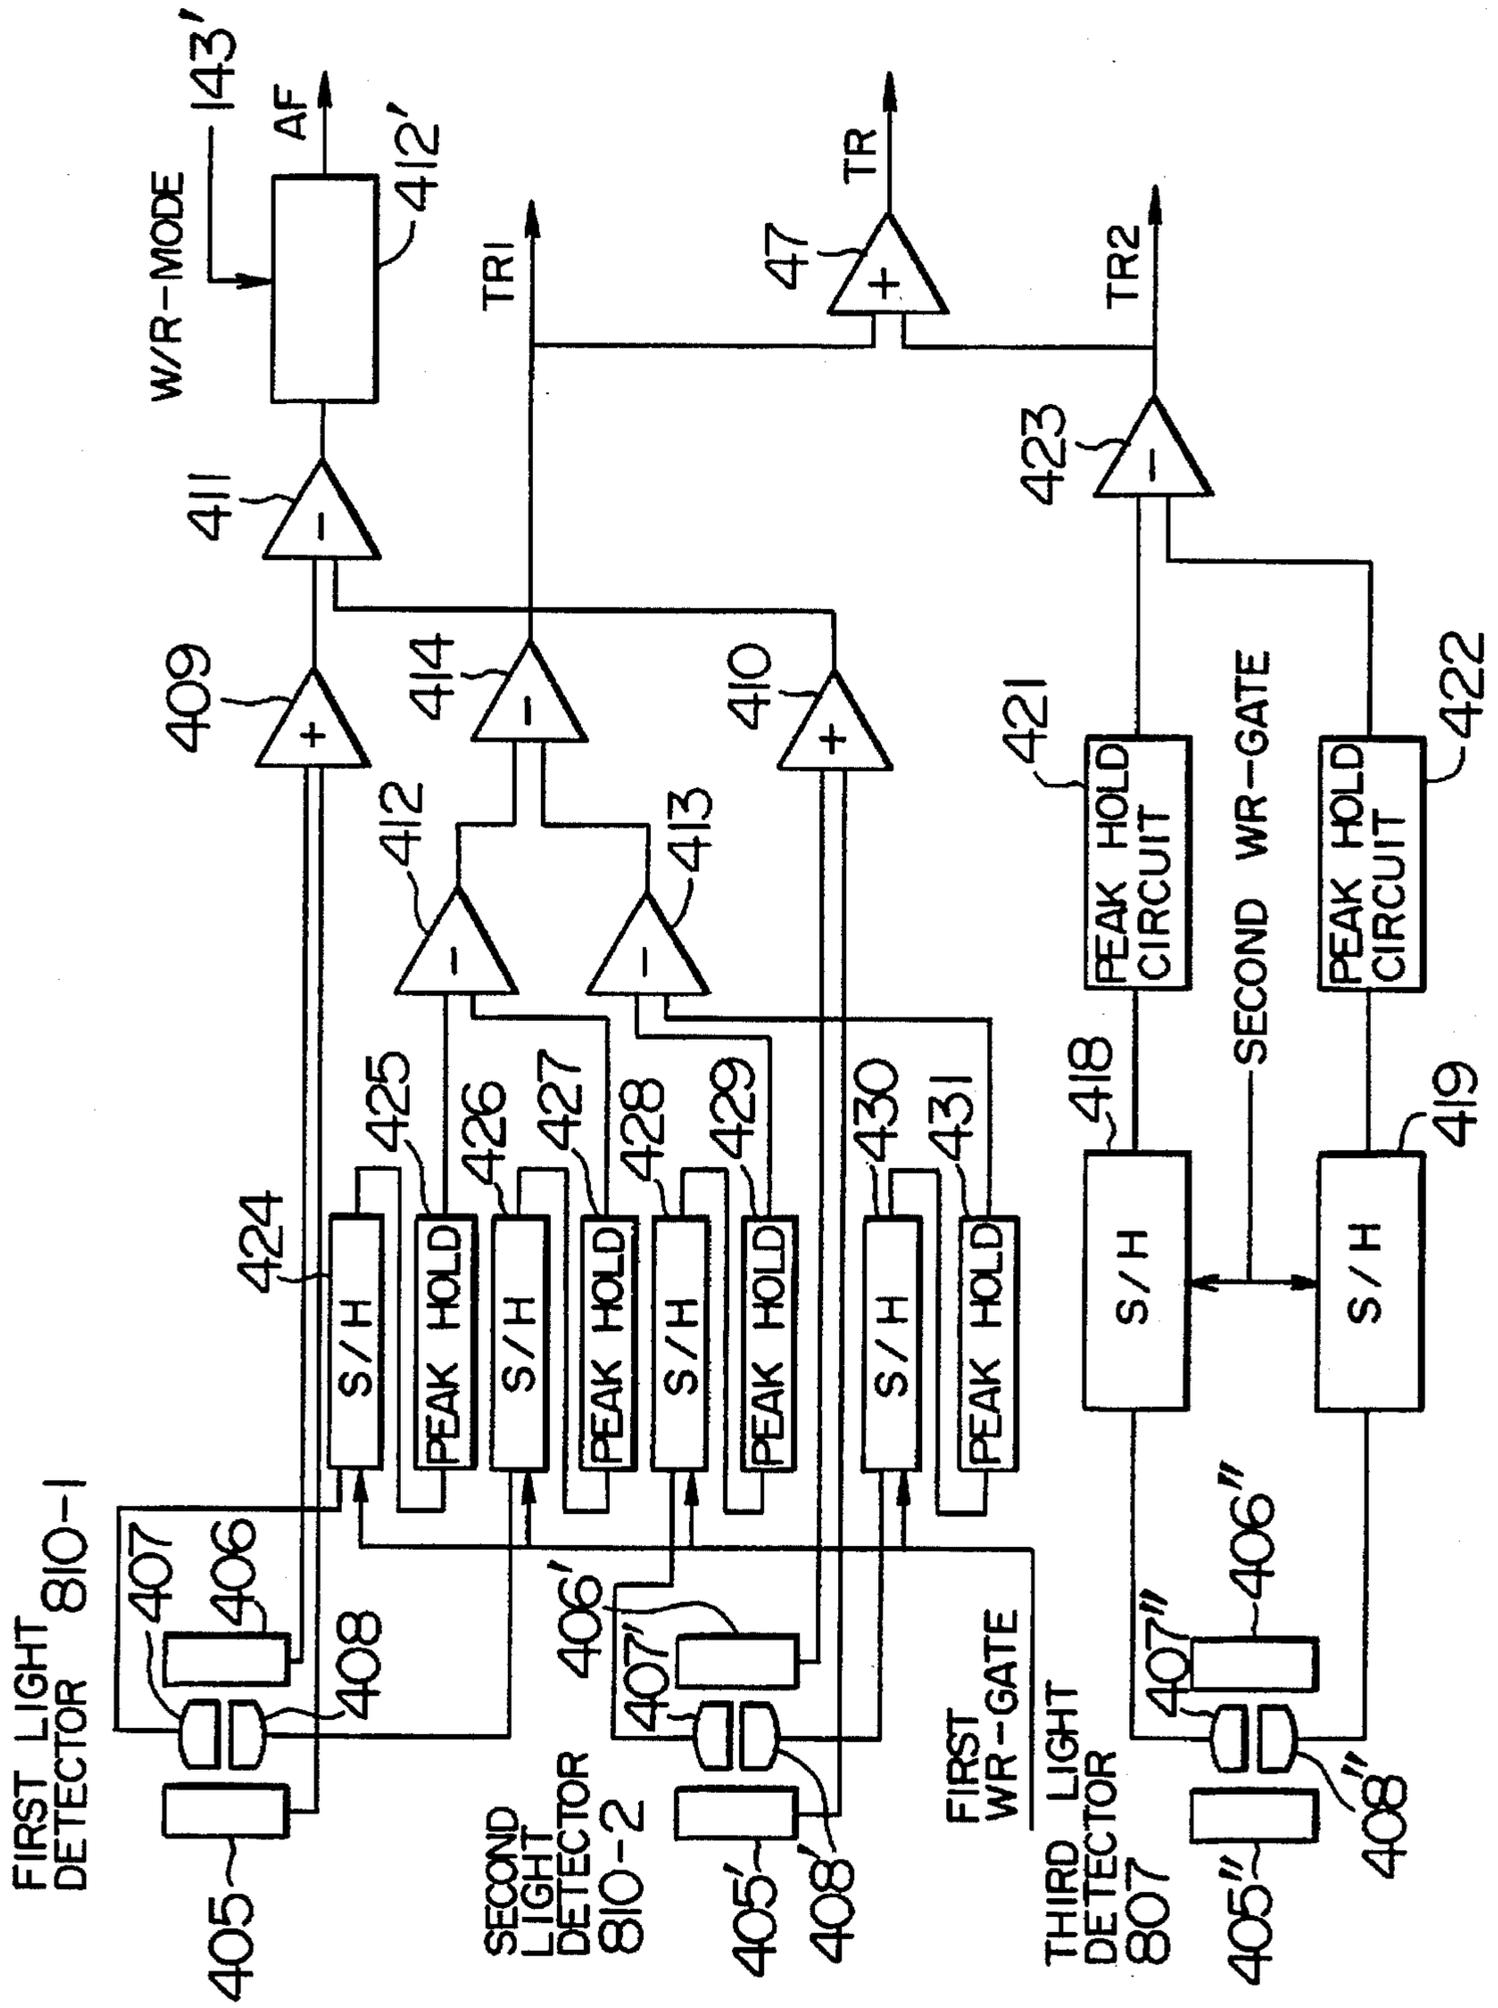 FIRST LIGHT
DETECTOR 810-1
405
406
407
408
409
411
W/R-MODE
143'
412'
AF
424
S/H
425
PEAK HOLD
426
S/H
427
PEAK HOLD
412
414
TR1
SECOND
LIGHT
DETECTOR
810-2
405'
406'
407'
408'
428
S/H
429
PEAK HOLD
430
S/H
431
PEAK HOLD
413
410
47
TR
FIRST
WR-GATE
THIRD LIGHT
DETECTOR
807
405"
406"
407"
408"
418
S/H
419
S/H
SECOND WR-GATE
421
PEAK HOLD
CIRCUIT
422
PEAK HOLD
CIRCUIT
423
TR2
+
-
-
-
-
+
+
-